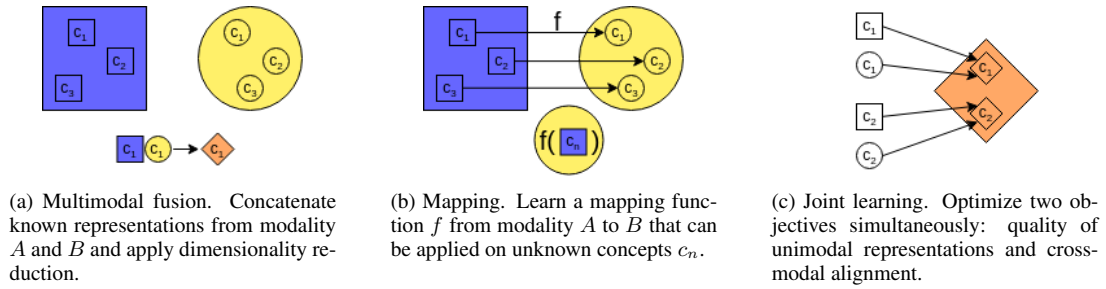 c1
c2
c3
c1
c2
c3
c1 c1 c1
f
c1
c2
c3
c1
c2
c3
f( cn )
c1
c1
c2
c2
c1
c2
(a) Multimodal fusion. Concatenate
known representations from modality
A and B and apply dimensionality re-
duction.
(b) Mapping. Learn a mapping func-
tion f from modality A to B that can
be applied on unknown concepts cn.
(c) Joint learning. Optimize two ob-
jectives simultaneously: quality of
unimodal representations and cross-
modal alignment.